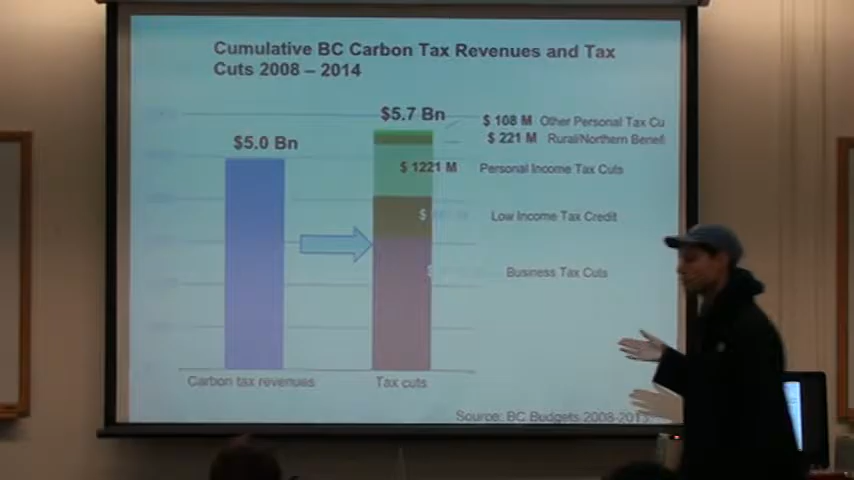 Cumulative BC Carbon Tax Revenues and Tax
Cuts 2008 – 2014
$5.7 Bn
$5.0 Bn
$ 108 M Other Personal Tax Cu
$ 221 M Rural/Northern Benefi
$ 1221 M Personal Income Tax Cuts
$ Low Income Tax Credit
Business Tax Cuts
Carbon tax revenues
Tax cuts
Source: BC Budgets 2008-2013